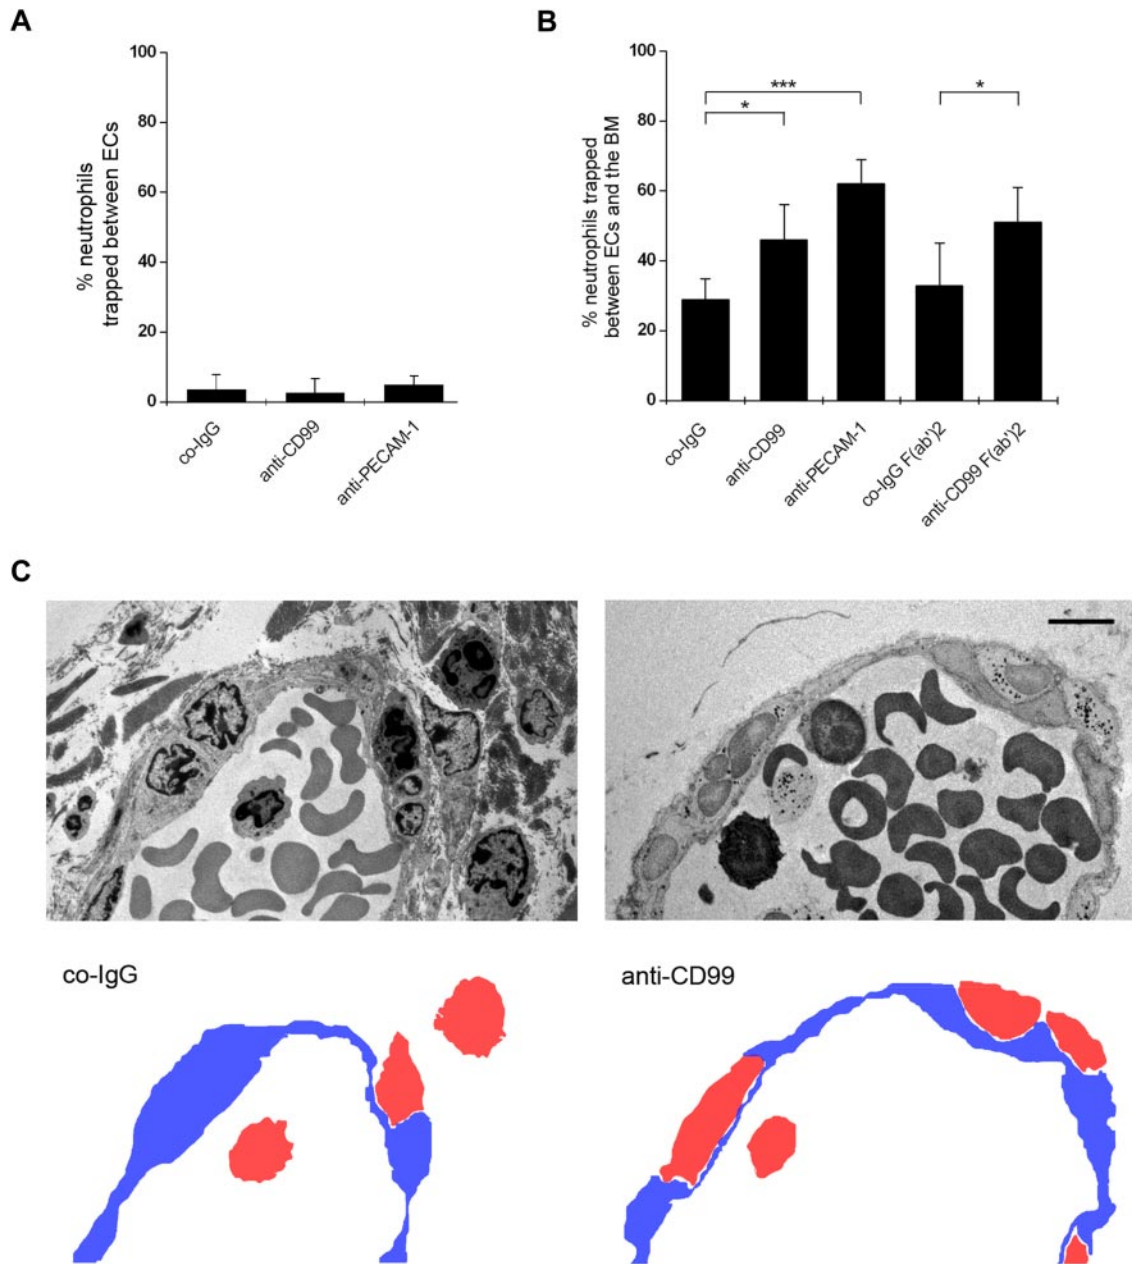 A
% neutrophils
trapped between ECs
100
80
60
40
20
0
co-IgG
anti-CD99
anti-PECAM-1
B
% neutrophils trapped
between ECs and the BM
100
80
60
40
20
0
***
*
*
co-IgG
anti-CD99
anti-PECAM-1
co-IgG F(ab')2
anti-CD99 F(ab')2
C
co-IgG
anti-CD99